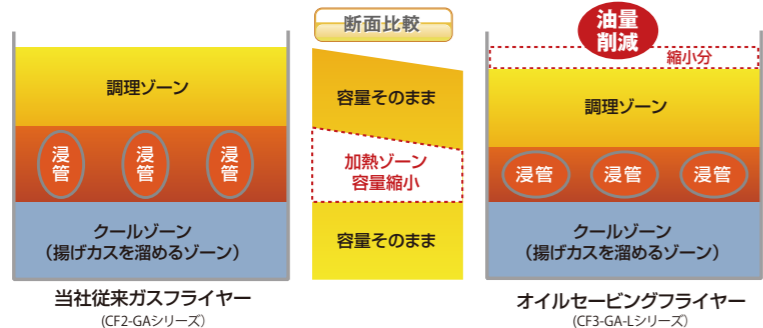 断面比較
油量
削減
縮小分
調理ゾーン
浸管
浸管
浸管
クールゾーン
(揚げカスを溜めるゾーン)
当社従来ガスフライヤー
(CF2-GAシリーズ)
容量そのまま
加熱ゾーン
容量縮小
容量そのまま
調理ゾーン
浸管
浸管
浸管
クールゾーン
(揚げカスを溜めるゾーン)
オイルセービングフライヤー
(CF3-GA-Lシリーズ)